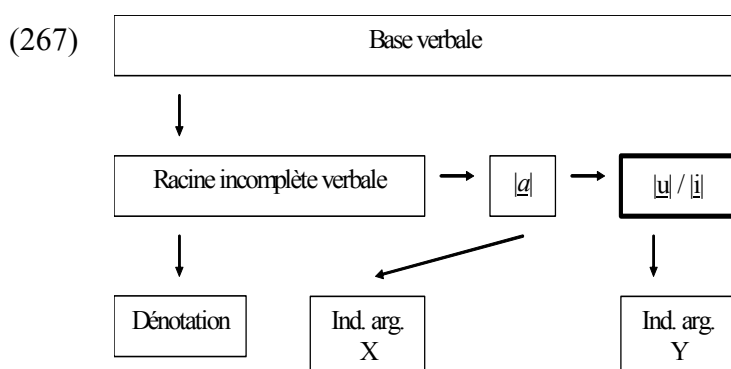 (267)
Base verbale
Racine incomplète verbale
|a|
|u| / |i|
Dénotation
Ind. arg.
X
Ind. arg.
Y